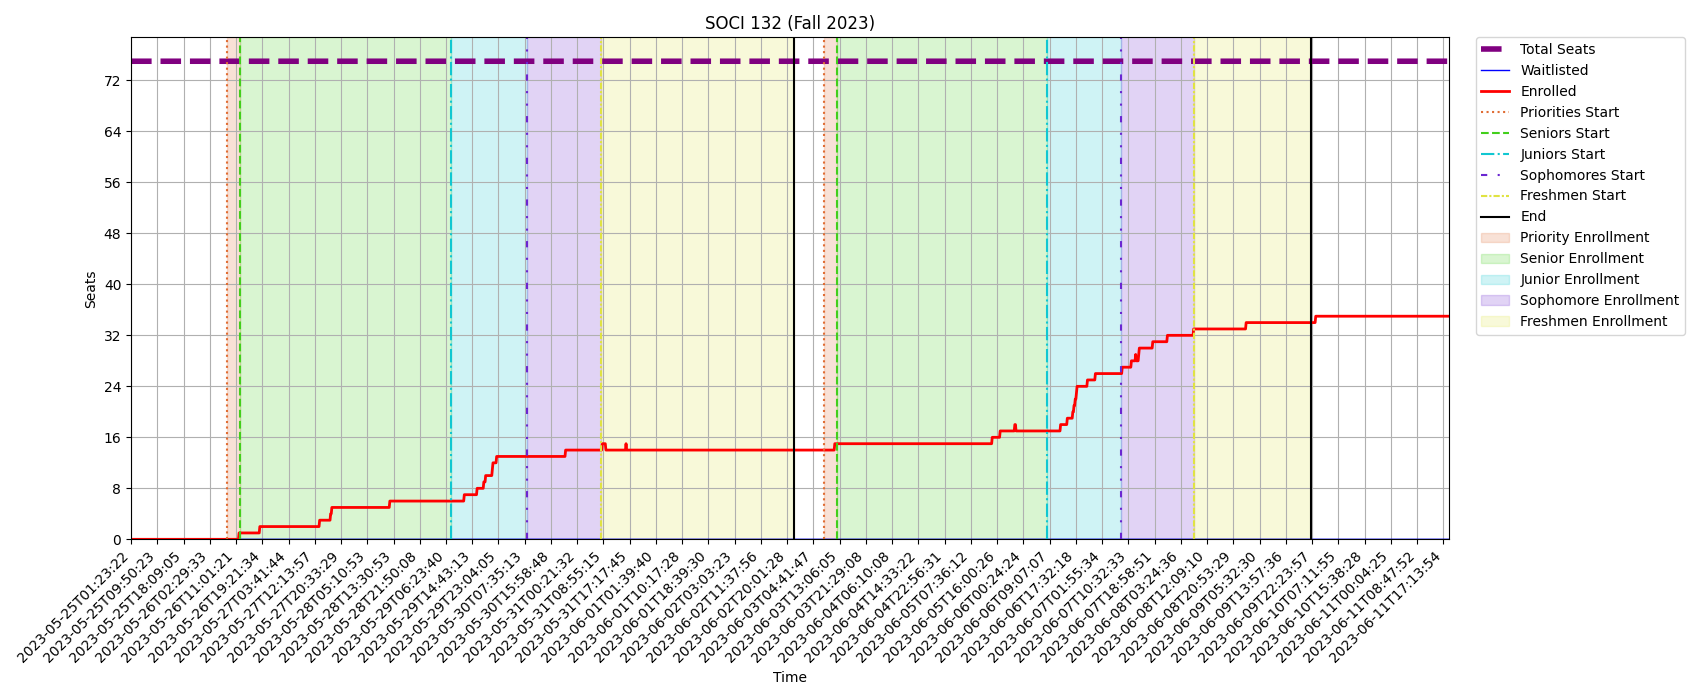 SOCI 132 (Fall 2023)
Seats
72
64
56
48
40
32
24
16
8
0
2023-05-25T01:23:22
2023-05-25T09:50:23
2023-05-25T18:09:05
2023-05-26T02:29:33
2023-05-26T11:01:21
2023-05-26T19:21:34
2023-05-27T03:41:44
2023-05-27T12:13:57
2023-05-27T20:33:29
2023-05-28T05:10:53
2023-05-28T13:30:53
2023-05-28T21:50:08
2023-05-29T06:23:40
2023-05-29T14:43:13
2023-05-29T23:04:05
2023-05-30T07:35:13
2023-05-30T15:58:48
2023-05-31T00:21:32
2023-05-31T08:55:15
2023-05-31T17:17:45
2023-06-01T01:39:40
2023-06-01T10:17:28
2023-06-01T18:39:30
2023-06-02T03:03:23
2023-06-02T11:37:56
2023-06-02T20:01:28
2023-06-03T04:41:47
2023-06-03T13:06:05
2023-06-03T21:29:08
2023-06-04T06:10:08
2023-06-04T14:33:22
2023-06-04T22:56:31
2023-06-05T07:36:12
2023-06-05T16:00:26
2023-06-06T00:24:24
2023-06-06T09:07:07
2023-06-06T17:32:18
2023-06-07T01:55:34
2023-06-07T10:32:33
2023-06-07T18:58:51
2023-06-08T03:24:36
2023-06-08T12:09:10
2023-06-08T20:53:29
2023-06-09T05:32:30
2023-06-09T13:57:36
2023-06-09T22:23:57
2023-06-10T07:11:55
2023-06-10T15:38:28
2023-06-11T00:04:25
2023-06-11T08:47:52
2023-06-11T17:13:54
Time
Total Seats
Waitlisted
Enrolled
Priorities Start
Seniors Start
Juniors Start
Sophomores Start
Freshmen Start
End
Priority Enrollment
Senior Enrollment
Junior Enrollment
Sophomore Enrollment
Freshmen Enrollment